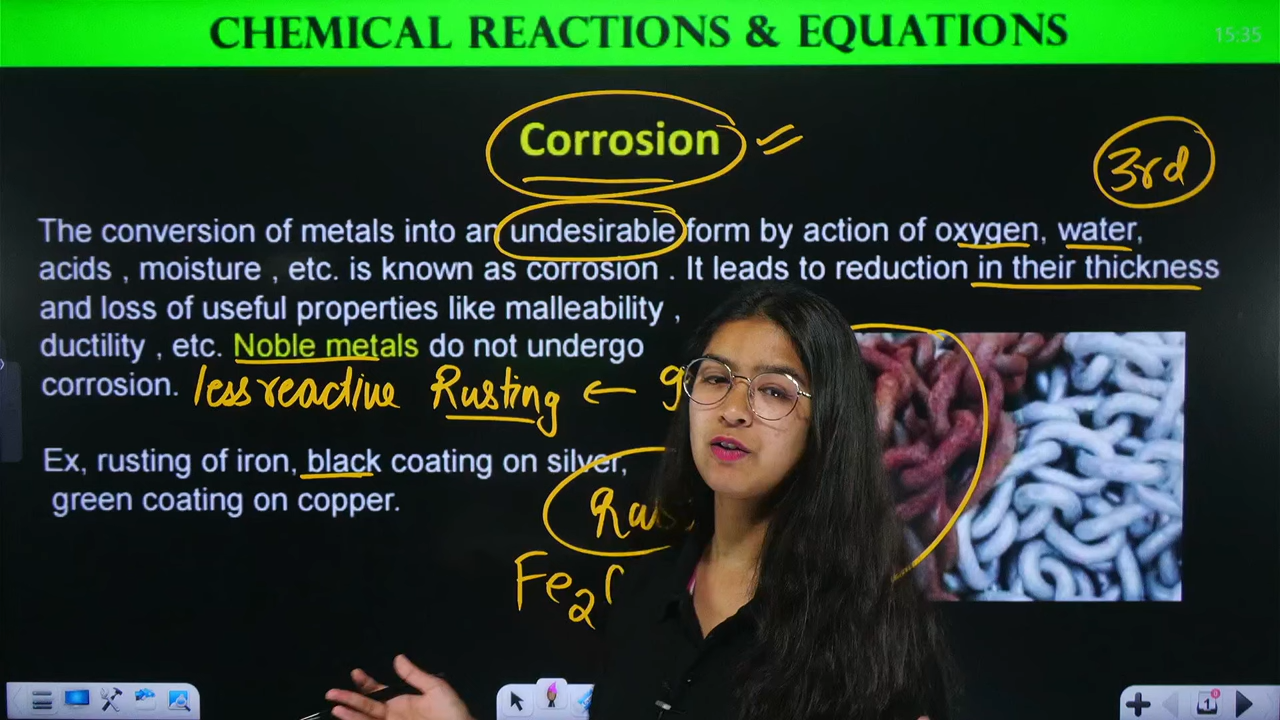 CHEMICAL REACTIONS & EQUATIONS
15:35
Corrosion
3rd
The conversion of metals into an undesirable form by action of oxygen, water,
acids , moisture , etc. is known as corrosion . It leads to reduction in their thickness
and loss of useful properties like malleability ,
ductility , etc. Noble metals do not undergo
corrosion. less reactive Rusting ←
Ex, rusting of iron, black coating on silver,
green coating on copper.
Fe2
1